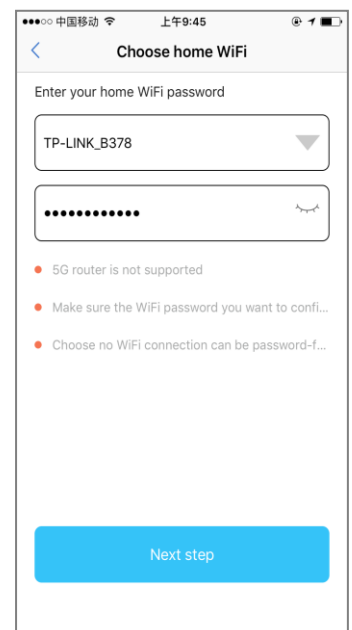 中国移动 上午9:45
Choose home WiFi
Enter your home WiFi password
TP-LINK_B378
••••••••••••
5G router is not supported
Make sure the WiFi password you want to confi...
Choose no WiFi connection can be password-f...
Next step